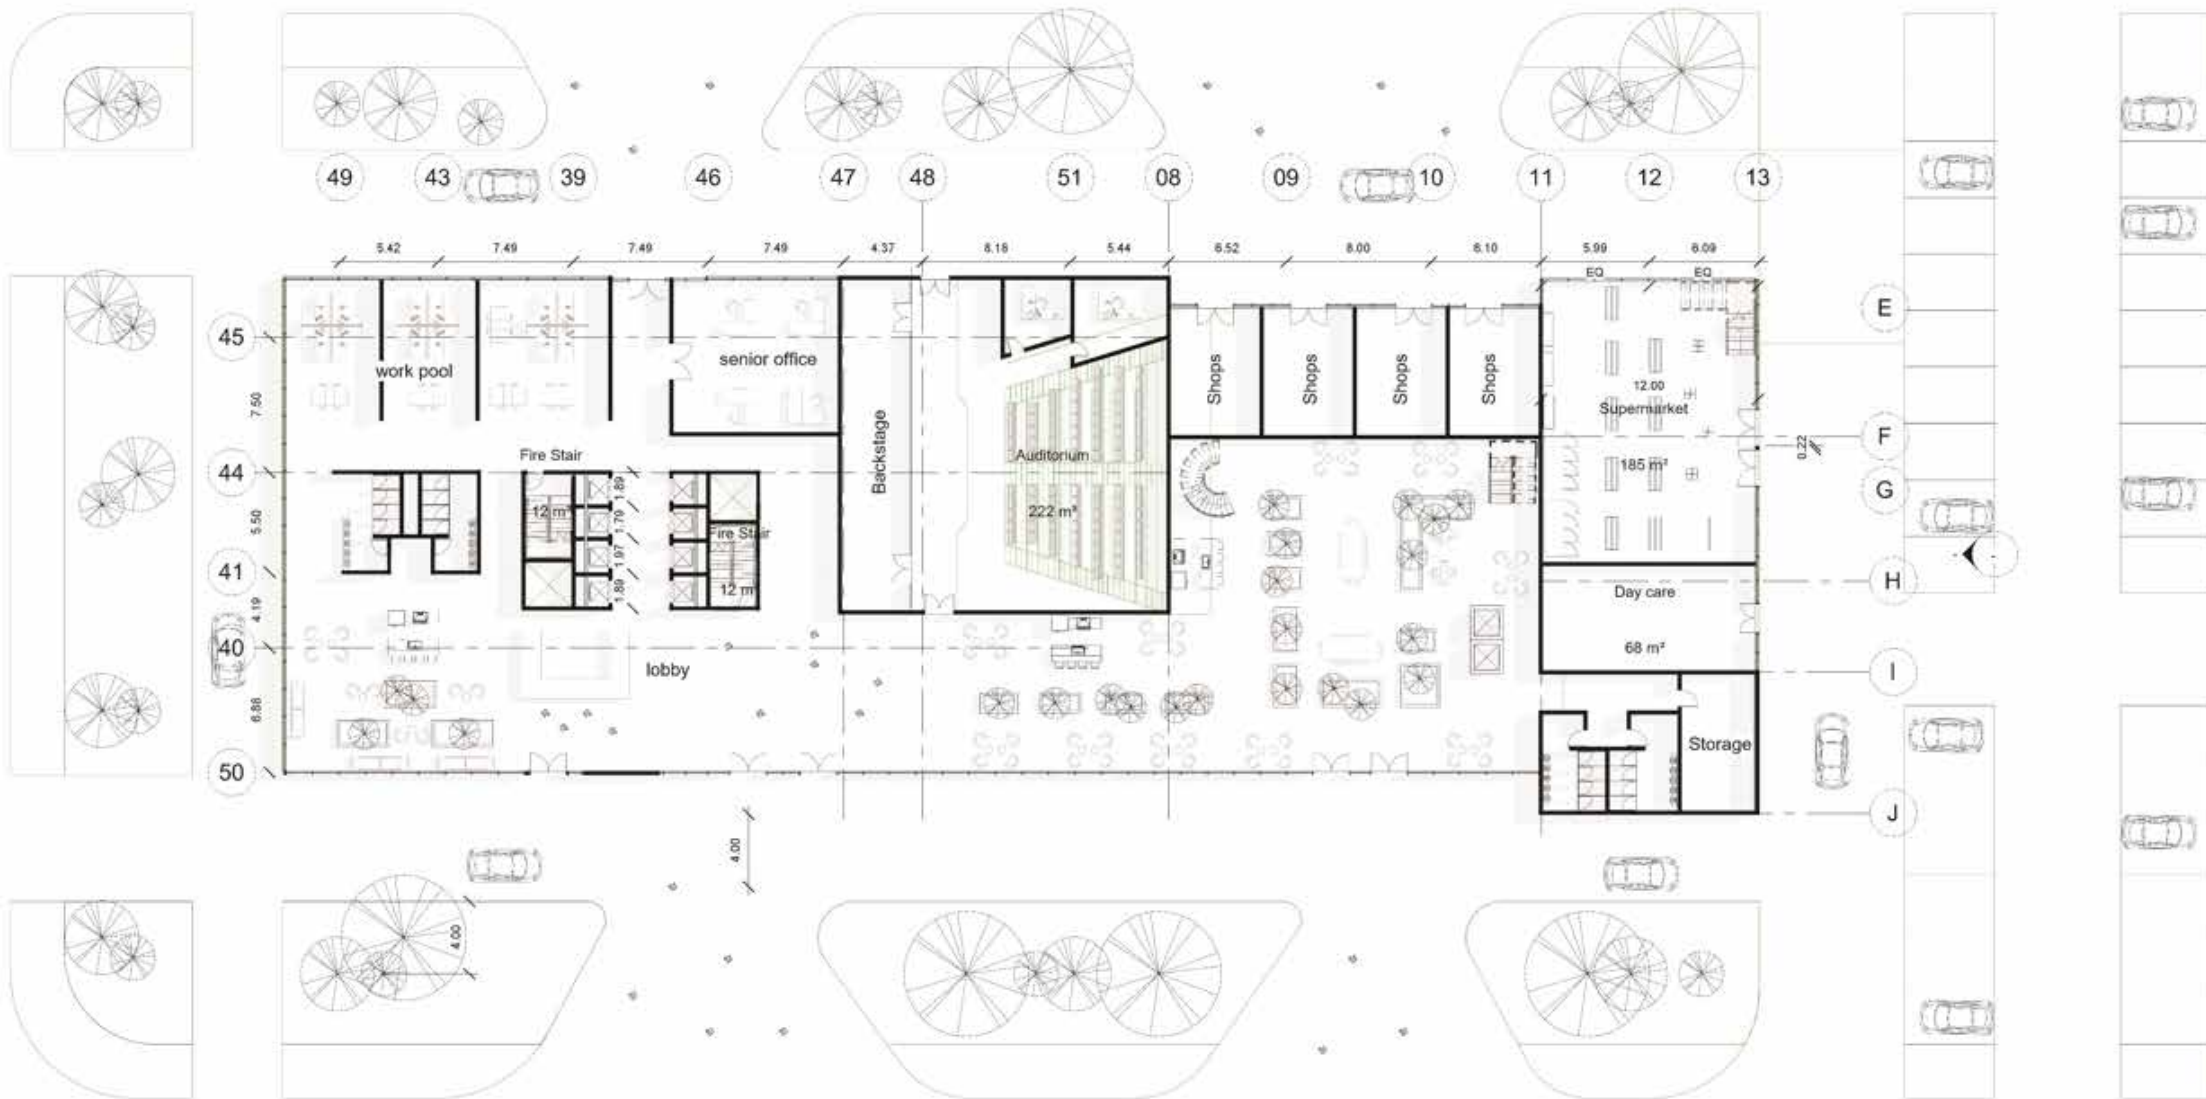 49 43 39 46 47 48 51 08 09 10 11 12 13
5.42 7.49 7.49 7.49 4.37 8.18 5.44 6.52 8.00 6.10 5.99 6.09
EQ EQ
E
45
senior office
work pool
Shops Shops Shops Shops
12.00
7.50
Supermarket
Backstage
F
0.22
Fire Stair
Auditorium
44
185 m²
1.89
G
12 m²
222 m²
1.79
5.50
Fire Stair
1.97
41
H
1.89
12 m
Day care
4.19
40
68 m²
lobby
I
6.88
Storage
50
J
4.00
4.00